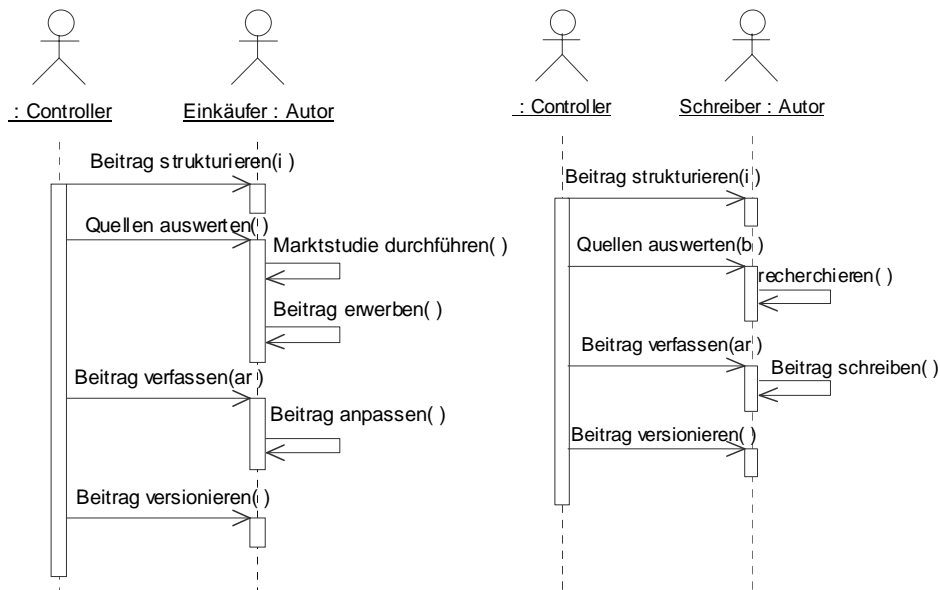 : Controller
Einkäufer : Autor
Beitrag strukturieren(i )
Quellen auswerten( )
Marktstudie durchführen( )
Beitrag erwerben( )
Beitrag verfassen(ar )
Beitrag anpassen( )
Beitrag versionieren( )
: Controller
Schreiber : Autor
Beitrag strukturieren(i )
Quellen auswerten(b )
recherchieren( )
Beitrag verfassen(ar )
Beitrag schreiben( )
Beitrag versionieren( )